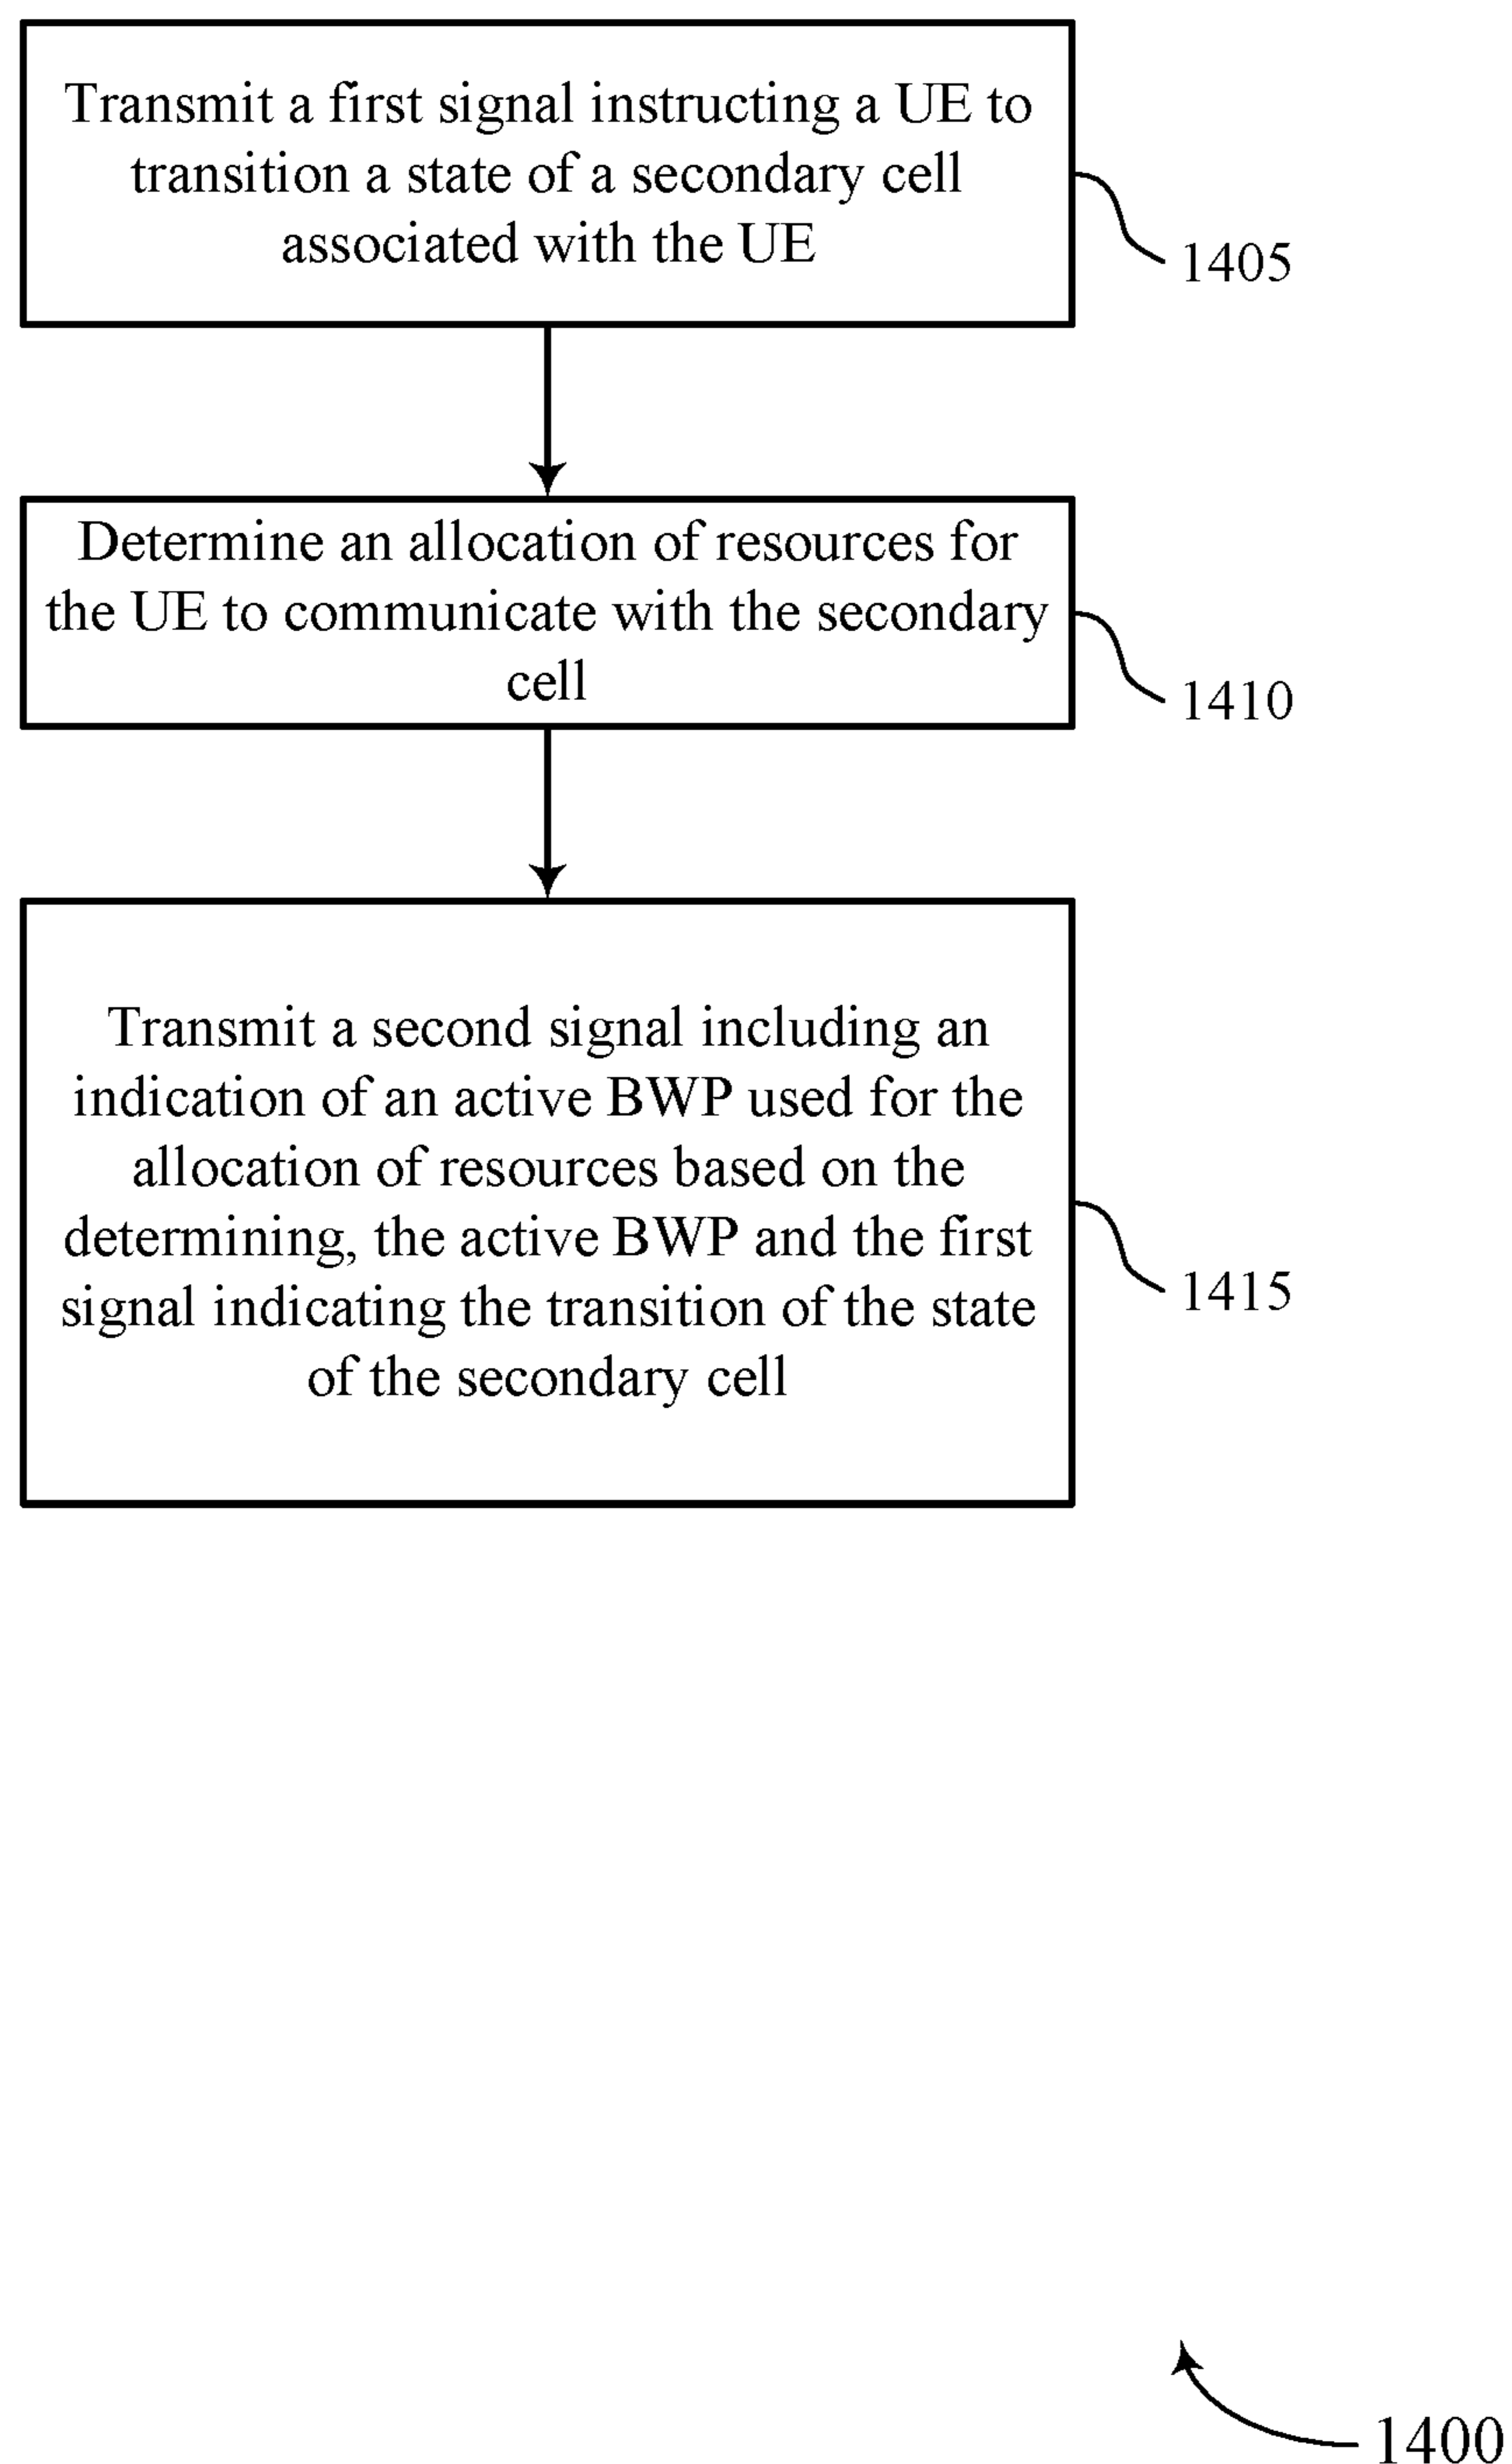 Transmit a first signal instructing a UE to
transition a state of a secondary cell
associated with the UE
1405
Determine an allocation of resources for
the UE to communicate with the secondary
cell
1410
Transmit a second signal including an
indication of an active BWP used for the
allocation of resources based on the
determining, the active BWP and the first
signal indicating the transition of the state
of the secondary cell
1415
1400